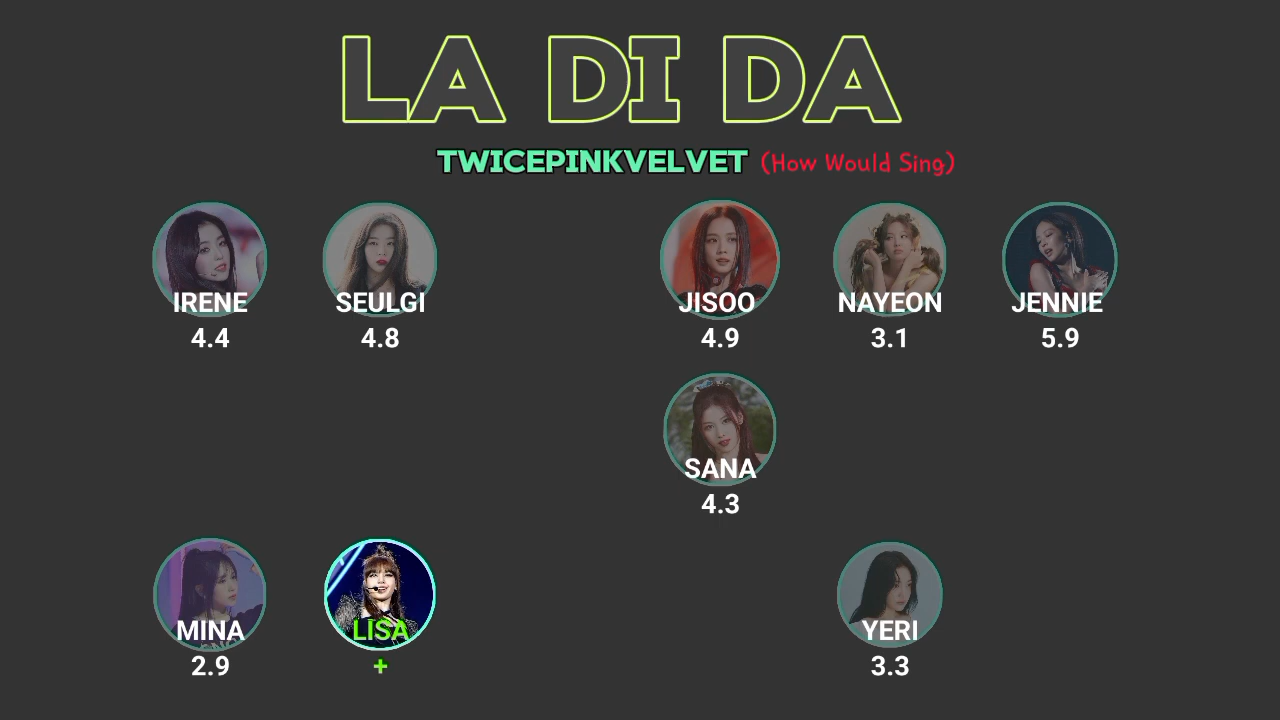 LA DI DA
TWICEPINKVELVET (How Would Sing)
IRENE SEULGI JISOO NAYEON JENNIE
4.4 4.8 4.9 3.1 5.9
SANA
4.3
MINA LISA YERI
2.9 + 3.3